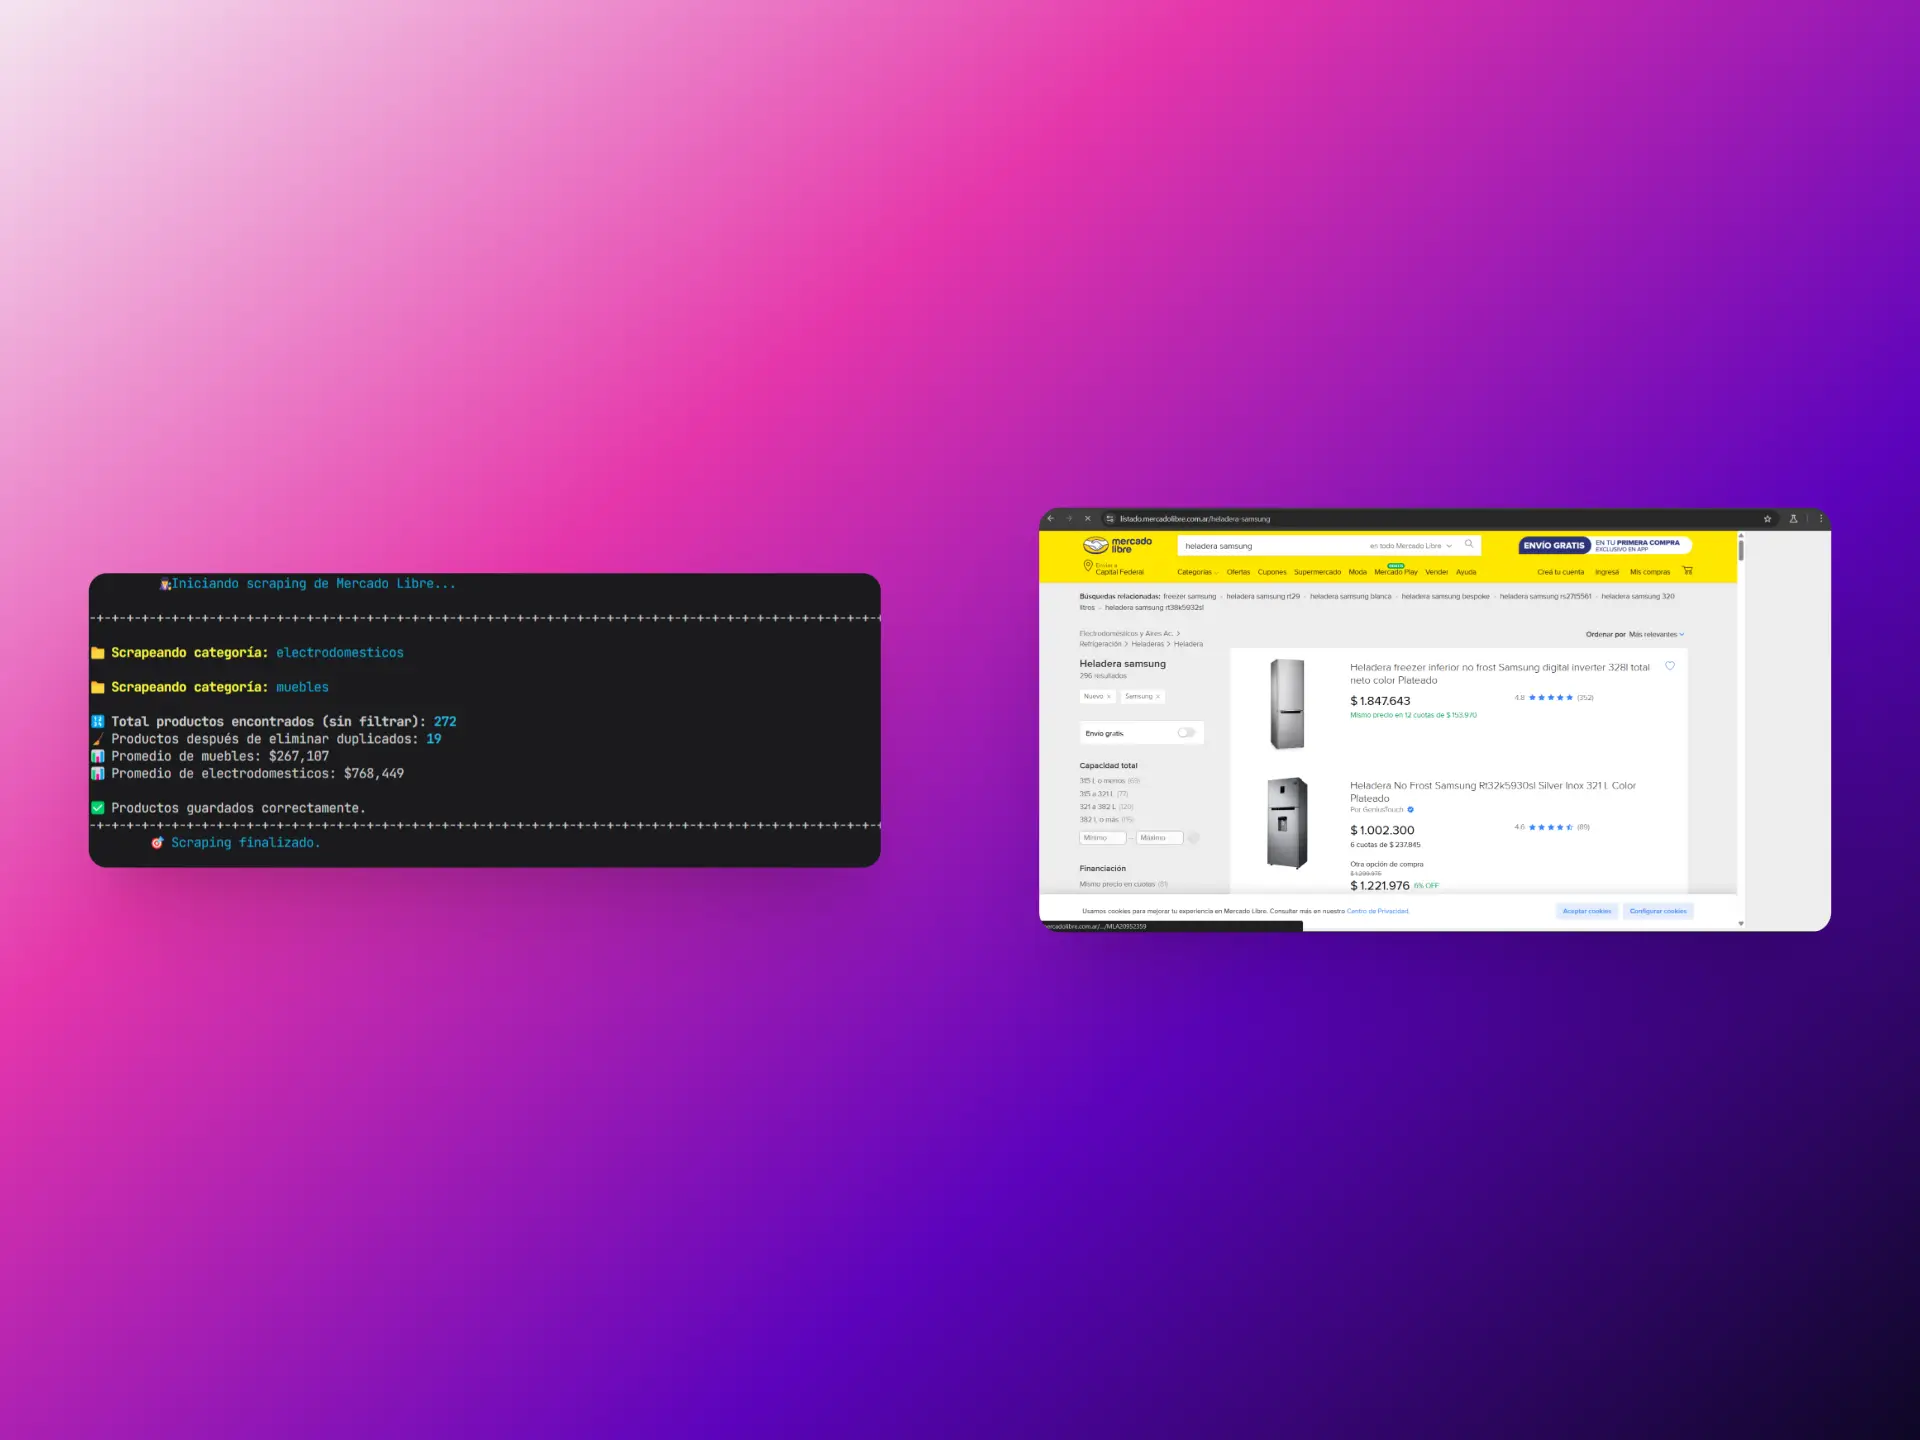 Iniciando scraping de Mercado Libre...
-+-+-+-+-+-+-+-+-+-+-+-+-+-+-+-+-+-+-+-+-+-+-+-+-+-+-+-+-+-+-+-+-+-+-+-+-+-+-+-+-+-+-+-+-+-+-+-+-+-+-+-+-+
Scrapeando categoría: electrodomesticos
Scrapeando categoría: muebles
Total productos encontrados (sin filtrar): 272
Productos después de eliminar duplicados: 19
Promedio de muebles: $267,107
Promedio de electrodomesticos: $768,449
Productos guardados correctamente.
-+-+-+-+-+-+-+-+-+-+-+-+-+-+-+-+-+-+-+-+-+-+-+-+-+-+-+-+-+-+-+-+-+-+-+-+-+-+-+-+-+-+-+-+-+-+-+-+-+-+-+-+-+
Scraping finalizado.
listado.mercadolibre.com.ar/heladera-samsung
mercado libre
heladera samsung
en todo Mercado Libre
ENVÍO GRATIS EN TU PRIMERA COMPRA
EXCLUSIVO EN APP
Enviar a
Capital Federal
Categorías Ofertas Cupones Supermercado Moda Mercado Play Vender Ayuda
Creá tu cuenta Ingresá Mis compras
Búsquedas relacionadas: freezer samsung - heladera samsung rt29 - heladera samsung blanca - heladera samsung bespoke - heladera samsung rs27t5561 - heladera samsung 320
litros - heladera samsung rt38k5932sl
Electrodomésticos y Aires Ac. >
Refrigeración > Heladeras > Heladera
Ordenar por Más relevantes
Heladera samsung
296 resultados
Nuevo × Samsung ×
Envío gratis
Capacidad total
315 L o menos
315 a 321 L (77)
321 a 382 L (120)
382 L o más
Mínimo – Máximo
Financiación
Mismo precio en cuotas
Heladera freezer inferior no frost Samsung digital inverter 328l total
neto color Plateado
$ 1.847.643
4.8 (352)
Mismo precio en 12 cuotas de $ 153.970
Heladera No Frost Samsung Rt32k5930sl Silver Inox 321 L Color
Plateado
Por GeniusTouch
$ 1.002.300
4.6 (89)
6 cuotas de $ 237.845
Otra opción de compra
$ 1.221.976 6% OFF
Usamos cookies para mejorar tu experiencia en Mercado Libre. Consultar más en nuestro Centro de Privacidad.
Aceptar cookies Configurar cookies
mercadolibre.com.ar/.../MLA20952359